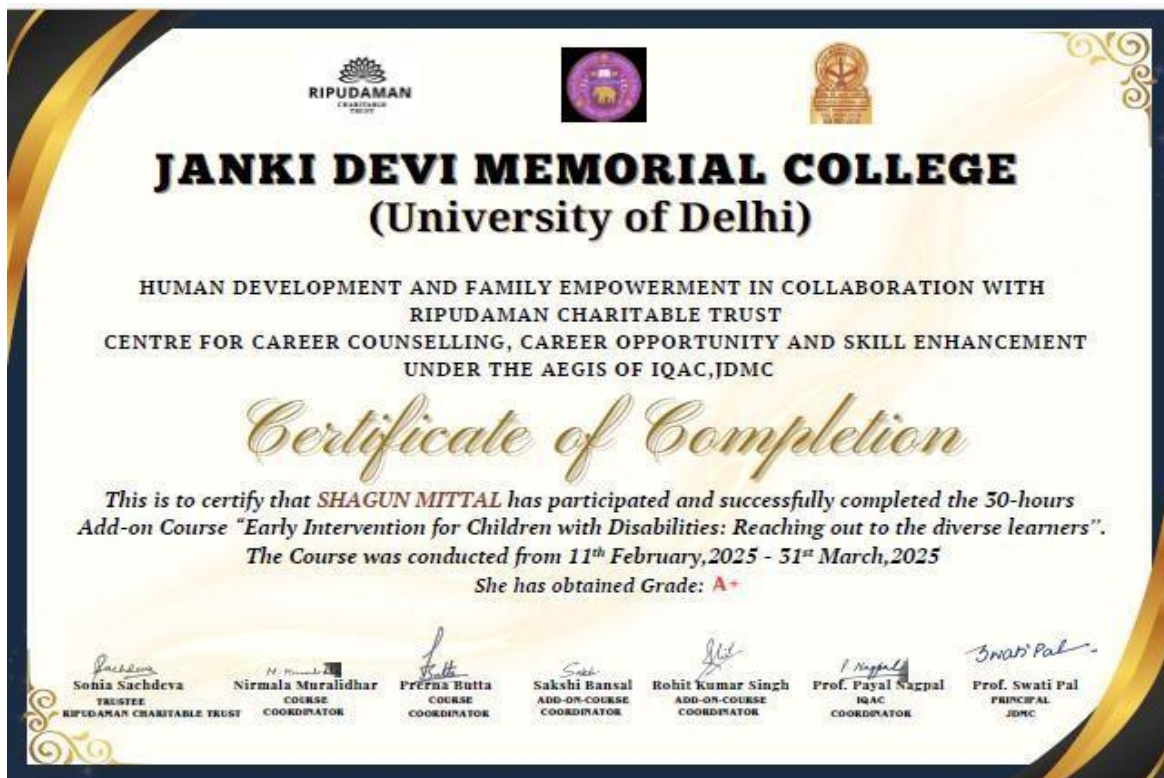 RIPUDAMAN
CHARITABLE
TRUST
JANKI DEVI MEMORIAL COLLEGE
(University of Delhi)
HUMAN DEVELOPMENT AND FAMILY EMPOWERMENT IN COLLABORATION WITH
RIPUDAMAN CHARITABLE TRUST
CENTRE FOR CAREER COUNSELLING, CAREER OPPORTUNITY AND SKILL ENHANCEMENT
UNDER THE AEGIS OF IQAC,JDMC
Certificate of Completion
This is to certify that SHAGUN MITTAL has participated and successfully completed the 30-hours
Add-on Course “Early Intervention for Children with Disabilities: Reaching out to the diverse learners”.
The Course was conducted from 11th February,2025 - 31st March,2025
She has obtained Grade: A+
Sachdeva
Swati Pal
Sonia Sachdeva Nirmala Muralidhar Prerna Butta Sakshi Bansal Rohit Kumar Singh Prof. Payal Nagpal Prof. Swati Pal
TRUSTEE COURSE COURSE ADD-ON-COURSE ADD-ON-COURSE IQAC PRINCIPAL
RIPUDAMAN CHARITABLE TRUST COORDINATOR COORDINATOR COORDINATOR COORDINATOR COORDINATOR JDMC